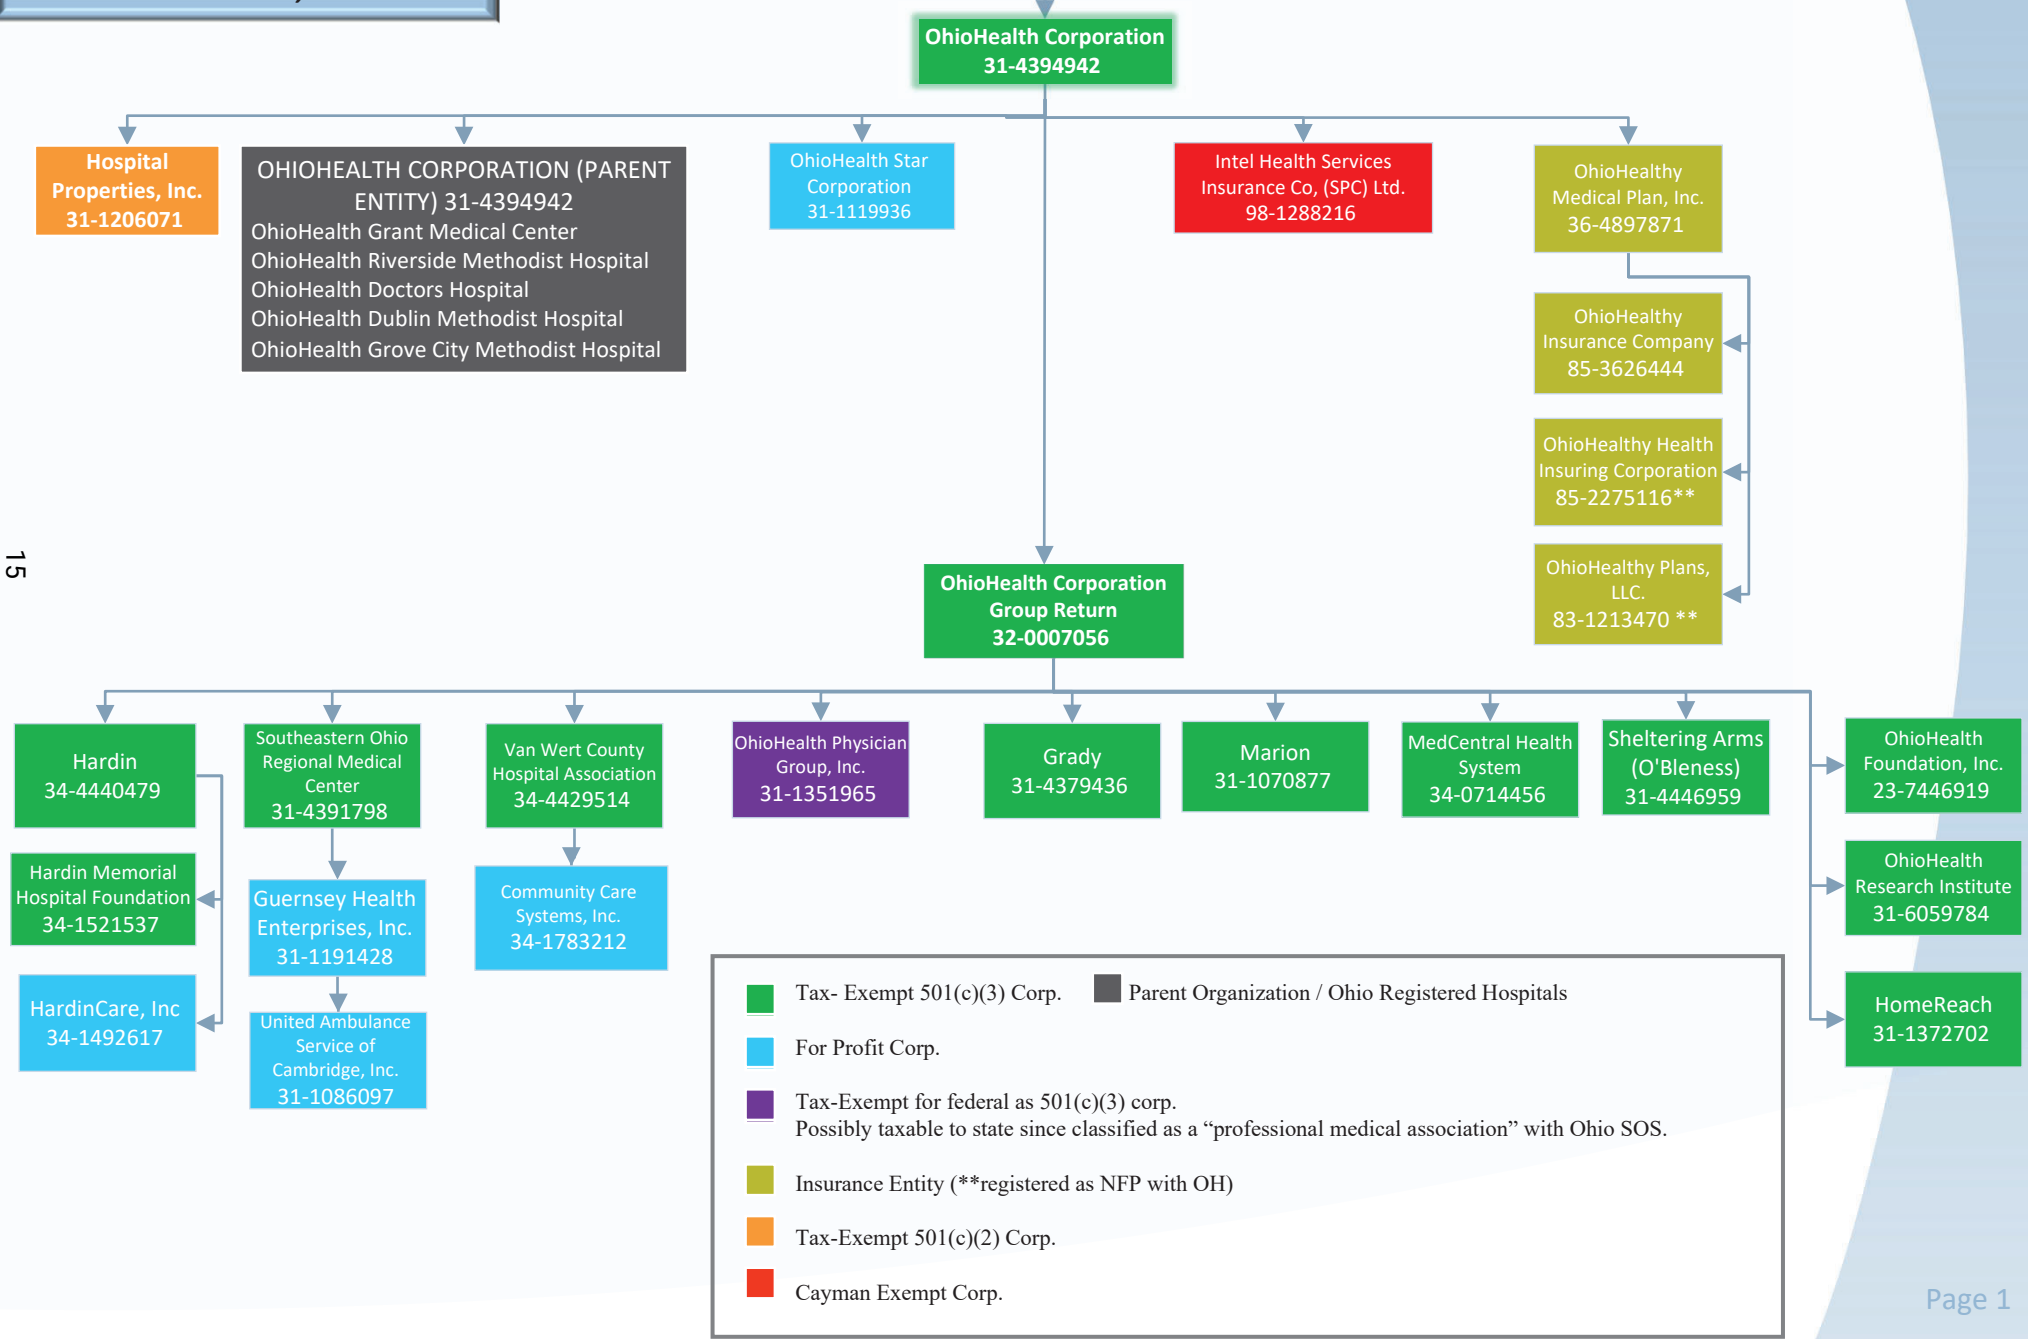 OhioHealth Corporation
31-4394942
Hospital
Properties, Inc.
31-1206071
OHIOHEALTH CORPORATION (PARENT
ENTITY) 31-4394942
OhioHealth Grant Medical Center
OhioHealth Riverside Methodist Hospital
OhioHealth Doctors Hospital
OhioHealth Dublin Methodist Hospital
OhioHealth Grove City Methodist Hospital
OhioHealth Star
Corporation
31-1119936
Intel Health Services
Insurance Co, (SPC) Ltd.
98-1288216
OhioHealthy
Medical Plan, Inc.
36-4897871
OhioHealthy
Insurance Company
85-3626444
OhioHealthy Health
Insuring Corporation
85-2275116**
OhioHealthy Plans,
LLC.
83-1213470 **
15
OhioHealth Corporation
Group Return
32-0007056
Hardin
34-4440479
Southeastern Ohio
Regional Medical
Center
31-4391798
Van Wert County
Hospital Association
34-4429514
OhioHealth Physician
Group, Inc.
31-1351965
Grady
31-4379436
Marion
31-1070877
MedCentral Health
System
34-0714456
Sheltering Arms
(O'Bleness)
31-4446959
OhioHealth
Foundation, Inc.
23-7446919
Hardin Memorial
Hospital Foundation
34-1521537
Guernsey Health
Enterprises, Inc.
31-1191428
Community Care
Systems, Inc.
34-1783212
OhioHealth
Research Institute
31-6059784
HardinCare, Inc
34-1492617
United Ambulance
Service of
Cambridge, Inc.
31-1086097
HomeReach
31-1372702
Tax- Exempt 501(c)(3) Corp.
Parent Organization / Ohio Registered Hospitals
For Profit Corp.
Tax-Exempt for federal as 501(c)(3) corp.
Possibly taxable to state since classified as a “professional medical association” with Ohio SOS.
Insurance Entity (**registered as NFP with OH)
Tax-Exempt 501(c)(2) Corp.
Cayman Exempt Corp.
Page 1